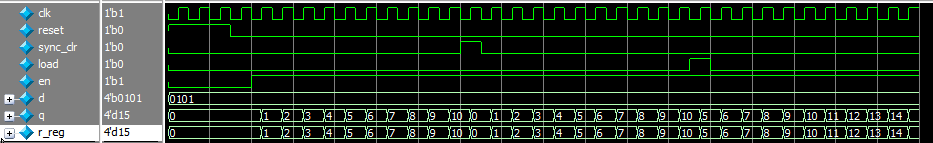 clk 1'b1
reset 1'b0
sync_clr 1'b0
load 1'b0
en 1'b1
d 4'b0101 0101
q 4'd15 0 1 2 3 4 5 6 7 8 9 10 0 1 2 3 4 5 6 7 8 9 10 5 6 7 8 9 10 11 12 13 14
r_reg 4'd15 0 1 2 3 4 5 6 7 8 9 10 0 1 2 3 4 5 6 7 8 9 10 5 6 7 8 9 10 11 12 13 14